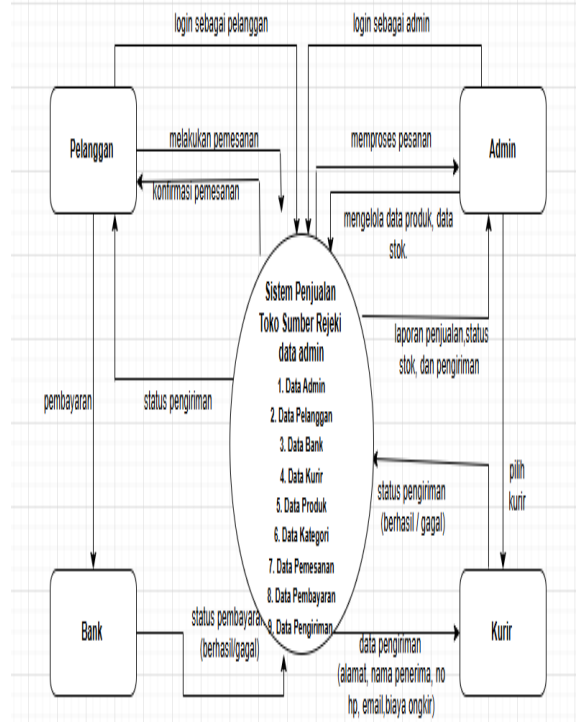 login sebagai pelanggan
login sebagai admin
Pelanggan
melakukan pemesanan
konfirmasi pemesanan
memproses pesanan
Admin
mengelola data produk, data
stok.
Sistem Penjualan
Toko Sumber Rejeki
data admin
1. Data Admin
2. Data Pelanggan
3. Data Bank
4. Data Kurir
5. Data Produk
6. Data Kategori
7. Data Pemesanan
8. Data Pembayaran
9. Data Pengiriman
laporan penjualan,status
stok, dan pengiriman
pembayaran
status pengiriman
status pengiriman
(berhasil / gagal)
pilih
kurir
Bank
status pembayaran
(berhasil/gagal)
Kurir
data pengiriman
(alamat, nama penerima, no
hp, email,biaya ongkir)